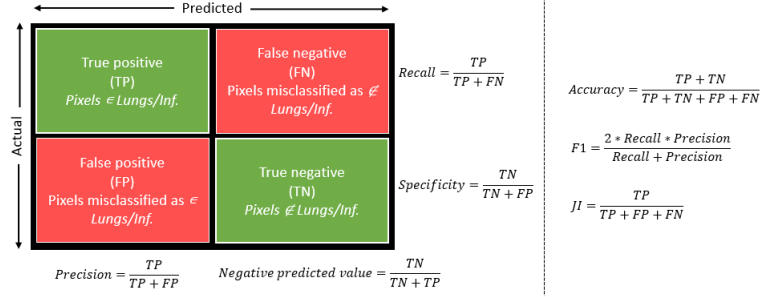 Predicted
Actual
True positive
(TP)
Pixels ∈ Lungs/Inf.
False negative
(FN)
Pixels misclassified as ∉
Lungs/Inf.
Recall = TP / (TP + FN)
False positive
(FP)
Pixels misclassified as ∈
Lungs/Inf.
True negative
(TN)
Pixels ∉ Lungs/Inf.
Specificity = TN / (TN + FP)
Precision = TP / (TP + FP)
Negative predicted value = TN / (TN + TP)
Accuracy = (TP + TN) / (TP + TN + FP + FN)
F1 = (2 * Recall * Precision) / (Recall + Precision)
JI = TP / (TP + FP + FN)